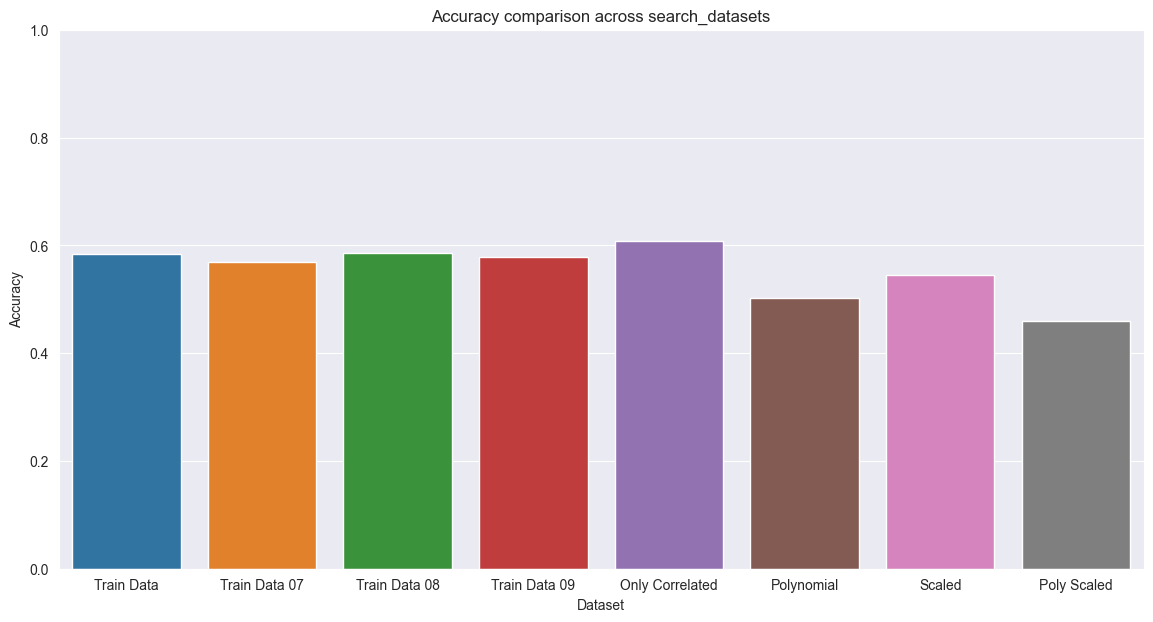 Accuracy comparison across search_datasets
1.0
0.8
0.6
0.4
0.2
0.0
Accuracy
Train Data
Train Data 07
Train Data 08
Train Data 09
Only Correlated
Polynomial
Scaled
Poly Scaled
Dataset